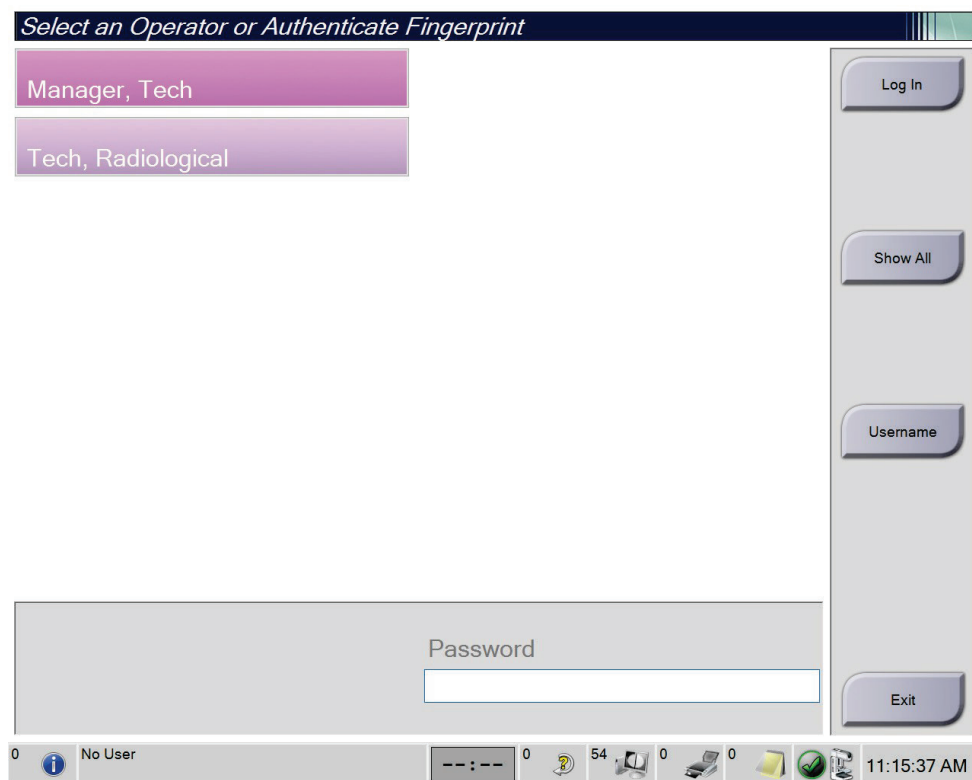 Select an Operator or Authenticate Fingerprint
Manager, Tech
Tech, Radiological
Log In
Show All
Username
Password
Exit
0
No User
--:--
0
54
0
0
11:15:37 AM